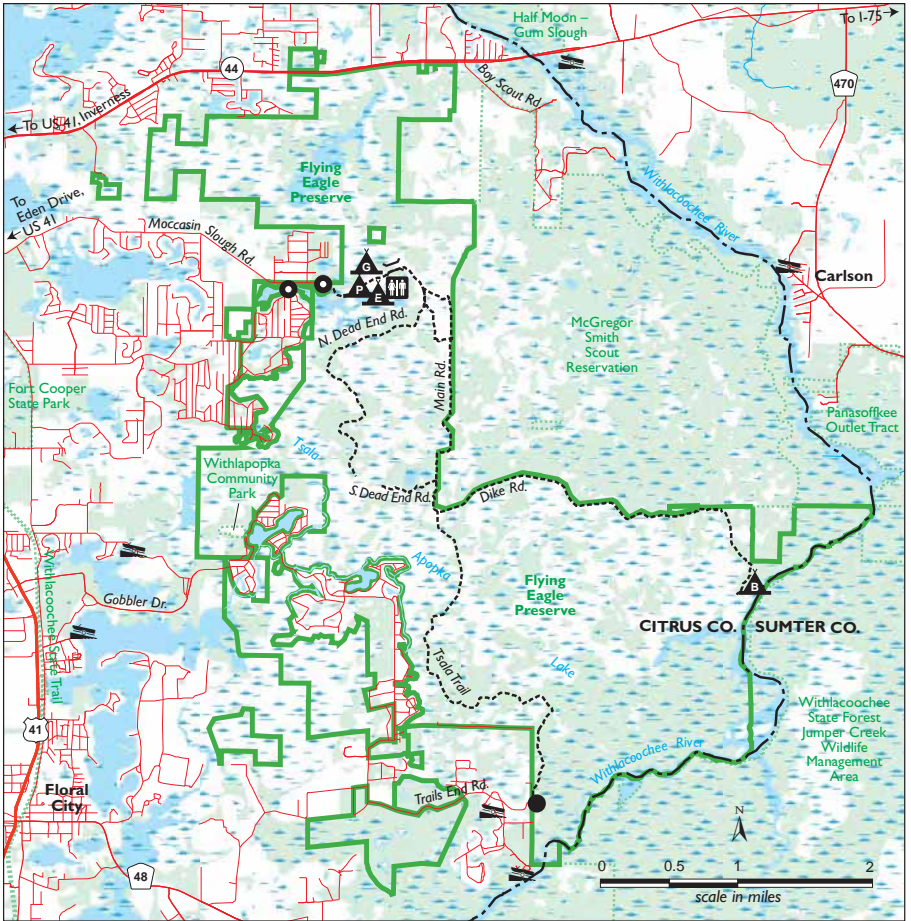 Half Moon –
Gum Slough
To I-75
44
470
Boy Scout Rd.
To US 41, Inverness
To
Eden Drive,
US 41
Flying
Eagle
Preserve
Withlacoochee River
Moccasin Slough Rd.
Carlson
G
P
E
N. Dead End Rd.
McGregor
Smith
Scout
Reservation
Main Rd.
Fort Cooper
State Park
Panasoffkee
Outlet Tract
Tsala
Withlapopka
Community
Park
S. Dead End Rd.
Dike Rd.
Apopka
Flying
Eagle
Preserve
B
Withlacoochee State Trail
Gobbler Dr.
CITRUS CO.
SUMTER CO.
Tsala Trail
Lake
Withlacoochee
State Forest
Jumper Creek
Wildlife
Management
Area
41
Withlacoochee River
Floral
City
Trails End Rd.
N
48
0 0.5 1 2
scale in miles